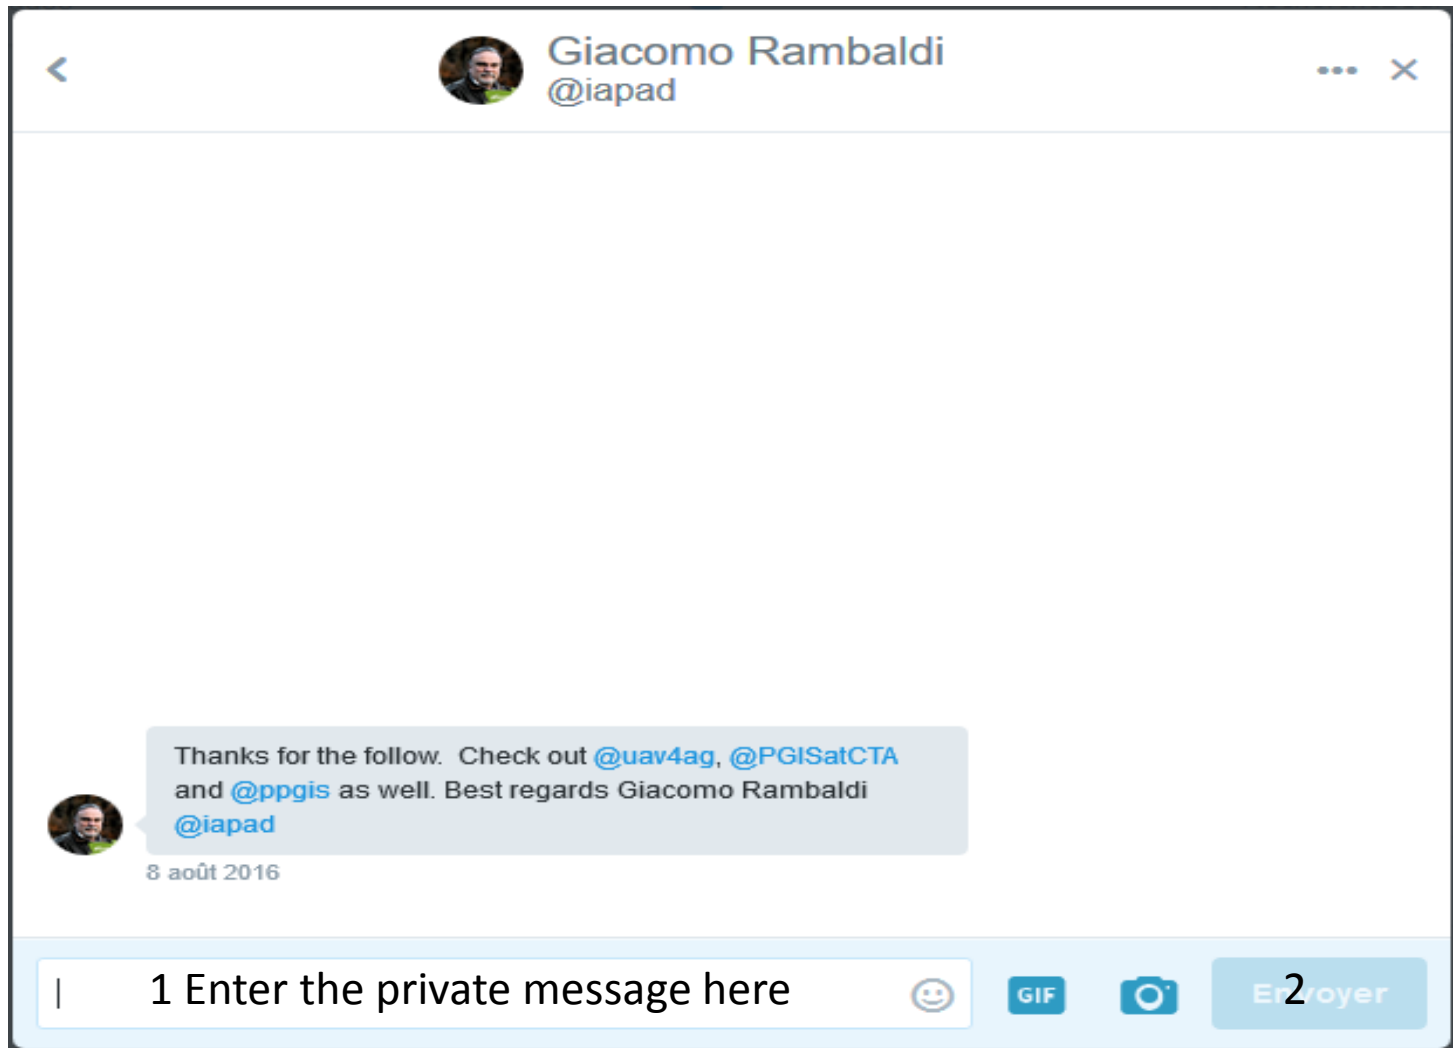 Giacomo Rambaldi
@iapad
Thanks for the follow. Check out @uav4ag, @PGISatCTA
and @ppgis as well. Best regards Giacomo Rambaldi
@iapad
8 août 2016
1 Enter the private message here
GIF
Envoyer
2